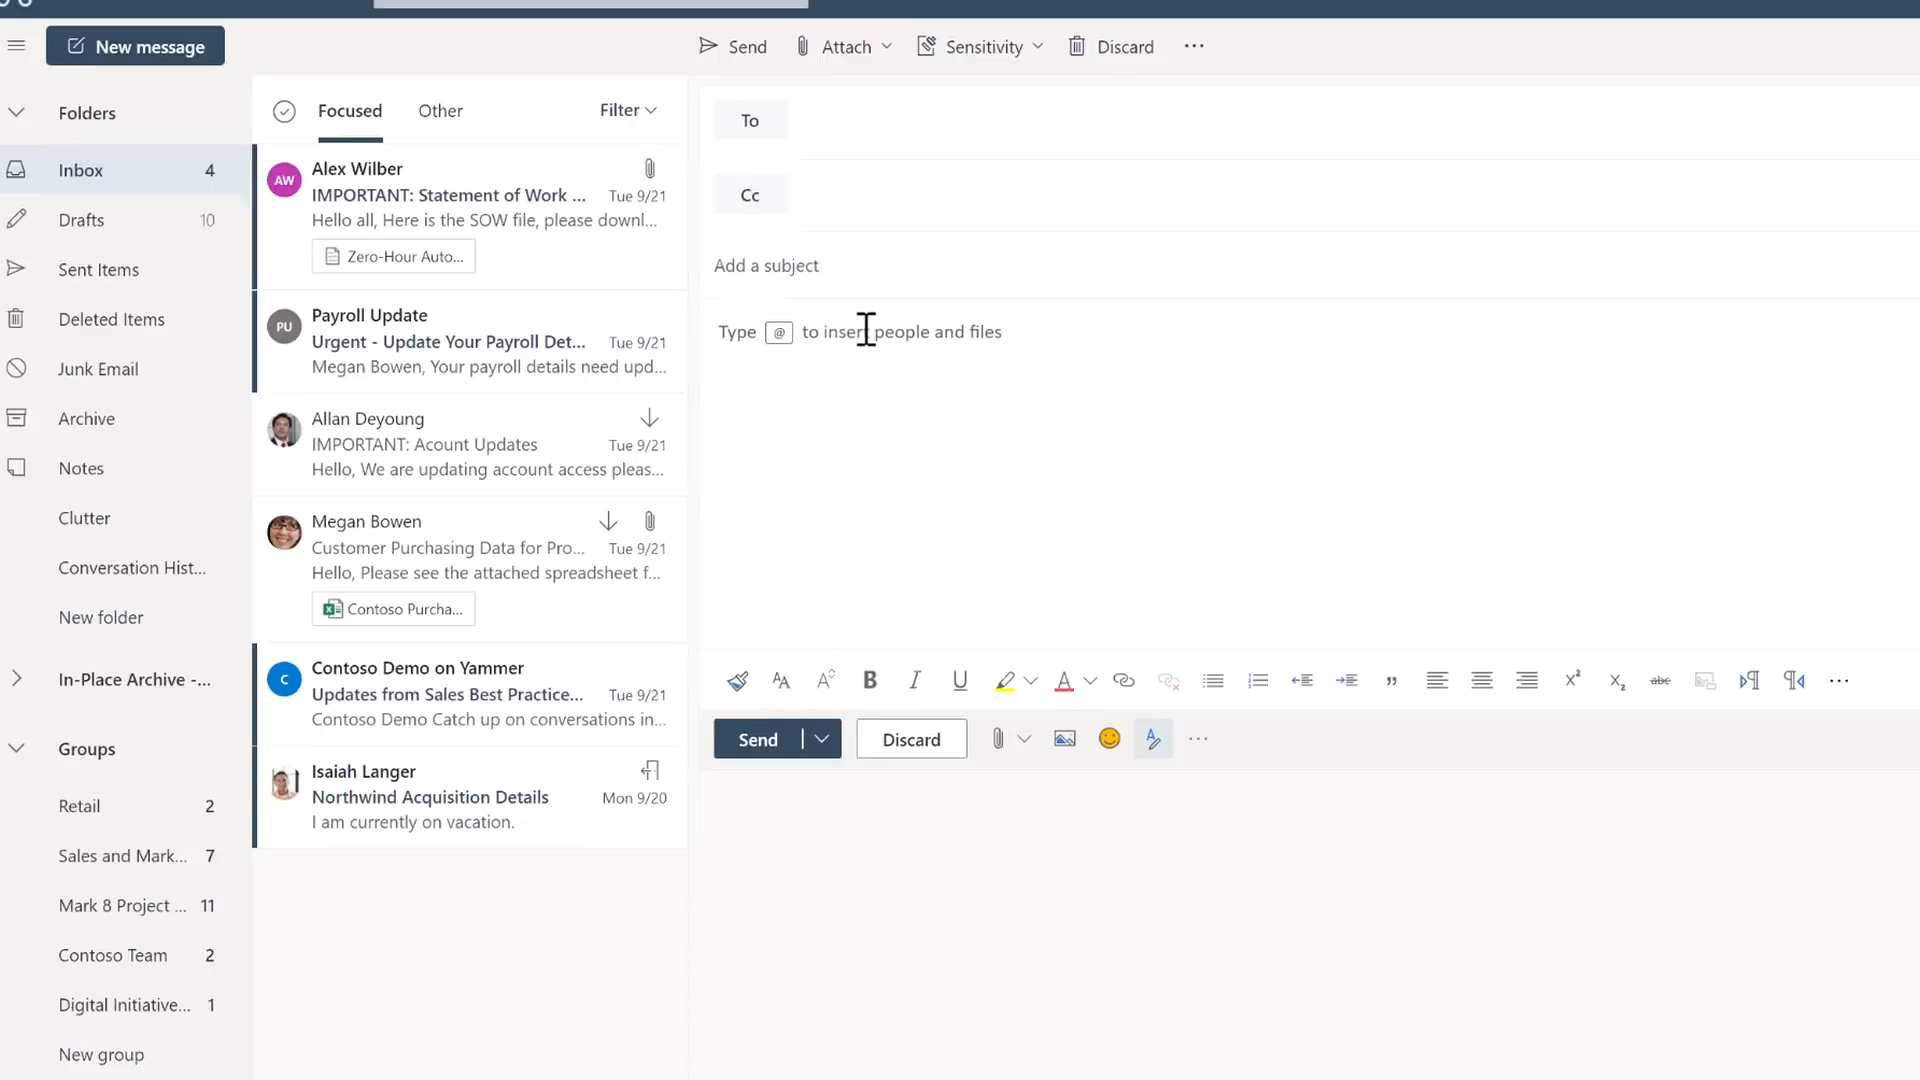 New message
Send
Attach
Sensitivity
Discard
Folders
Inbox 4
Drafts 10
Sent Items
Deleted Items
Junk Email
Archive
Notes
Clutter
Conversation Hist...
New folder
In-Place Archive -...
Groups
Retail 2
Sales and Mark... 7
Mark 8 Project ... 11
Contoso Team 2
Digital Initiative... 1
New group
Focused Other Filter
AW
Alex Wilber
IMPORTANT: Statement of Work ... Tue 9/21
Hello all, Here is the SOW file, please downl...
Zero-Hour Auto...
PU
Payroll Update
Urgent - Update Your Payroll Det... Tue 9/21
Megan Bowen, Your payroll details need upd...
Allan Deyoung
IMPORTANT: Acount Updates Tue 9/21
Hello, We are updating account access pleas...
Megan Bowen
Customer Purchasing Data for Pro... Tue 9/21
Hello, Please see the attached spreadsheet f...
Contoso Purcha...
C
Contoso Demo on Yammer
Updates from Sales Best Practice... Tue 9/21
Contoso Demo Catch up on conversations in...
Isaiah Langer
Northwind Acquisition Details Mon 9/20
I am currently on vacation.
To
Cc
Add a subject
Type @ to insert people and files
Send
Discard